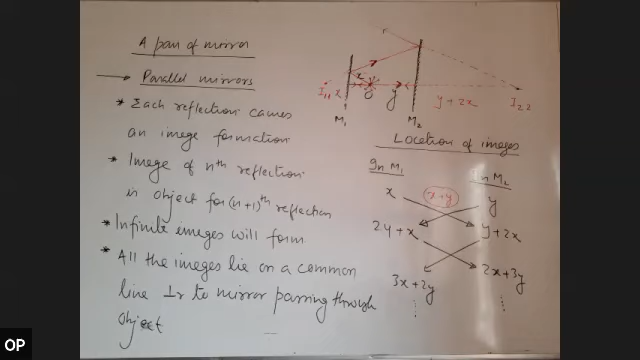 A pair of mirror
→ Parallel mirrors
* Each reflection causes
an image formation
* Image of nth reflection
is object for (n+1)th reflection
* Infinite images will form
* All the images lie on a common
line ⊥r to mirror passing through
object
r
I11 x
x
O
y
y+2x
I22
M1
M2
Location of images
In M1
In M2
x
x+y
y
2y+x
y+2x
3x+2y
2x+3y
⋮
⋮
OP